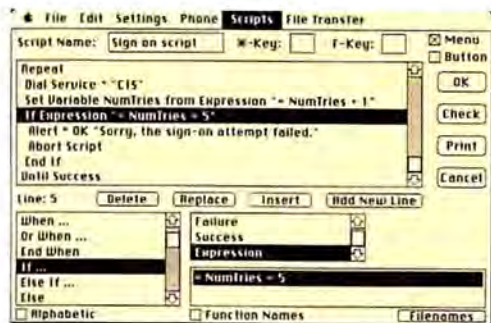 File Edit Settings Phone Scripts File Transfer
Script Name: Sign on script ⌘-Key: F-Key: Menu
Button
Repeat
Dial Service * "CIS"
Set Variable NumTries from Expression "= NumTries + 1"
If Expression "= NumTries = 5"
Alert * OK "Sorry, the sign-on attempt failed."
Abort Script
End If
Until Success
OK
Check
Print
Cancel
Line: 5 Delete Replace Insert Add New Line
When ...
Or When ...
End When
If ...
Else If ...
Else
Failure
Success
Expression
= NumTries = 5
Alphabetic Function Names Filenames